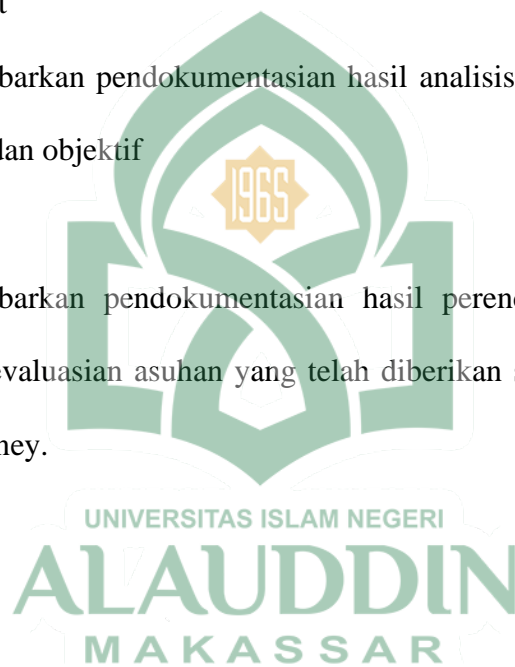 barkan pendokumentasian hasil analisis
dan objektif
1965
barkan pendokumentasian hasil
evaluasian asuhan yang telah diberikan
ney.
UNIVERSITAS ISLAM NEGERI
ALAUDDIN
MAKASSAR